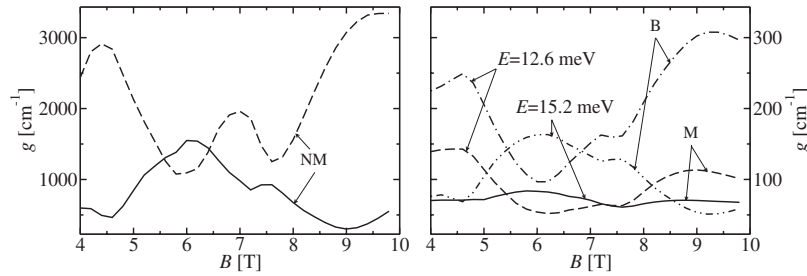 3000
2000
1000
g [cm⁻¹]
NM
4 5 6 7 8 9 10
B [T]
E=12.6 meV
E=15.2 meV
B
M
300
200
100
g [cm⁻¹]
4 5 6 7 8 9 10
B [T]